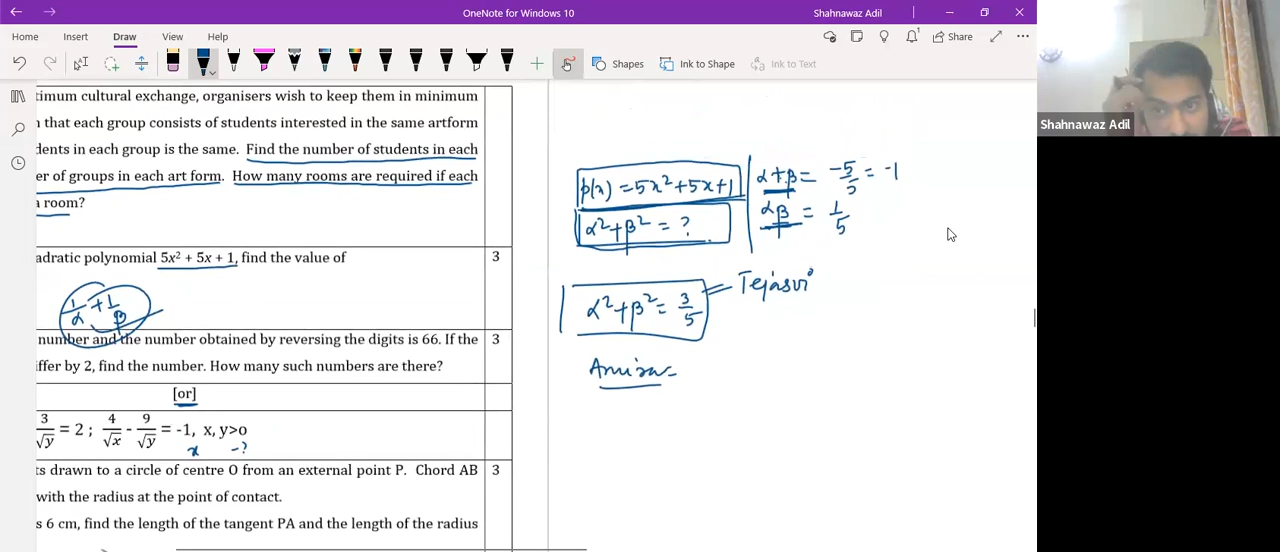 OneNote for Windows 10
Shahnawaz Adil
Home Insert Draw View Help
Share
Shapes
Ink to Shape
Ink to Text
timum cultural exchange, organisers wish to keep them in minimum
that each group consists of students interested in the same artform
dents in each group is the same. Find the number of students in each
er of groups in each art form. How many rooms are required if each
room?
adratic polynomial 5x² + 5x + 1, find the value of
3
1/α + 1/β
number and the number obtained by reversing the digits is 66. If the
3
iffer by 2, find the number. How many such numbers are there?
[or]
3/√y = 2 ; 4/√x - 9/√y = -1, x, y>o
x -?
ts drawn to a circle of centre O from an external point P. Chord AB
3
with the radius at the point of contact.
s 6 cm, find the length of the tangent PA and the length of the radius
p(x) = 5x² + 5x + 1
α² + β² = ?
α + β = -5/5 = -1
αβ = 1/5
α² + β² = 3/5 = Tejasvi
Shahnawaz Adil